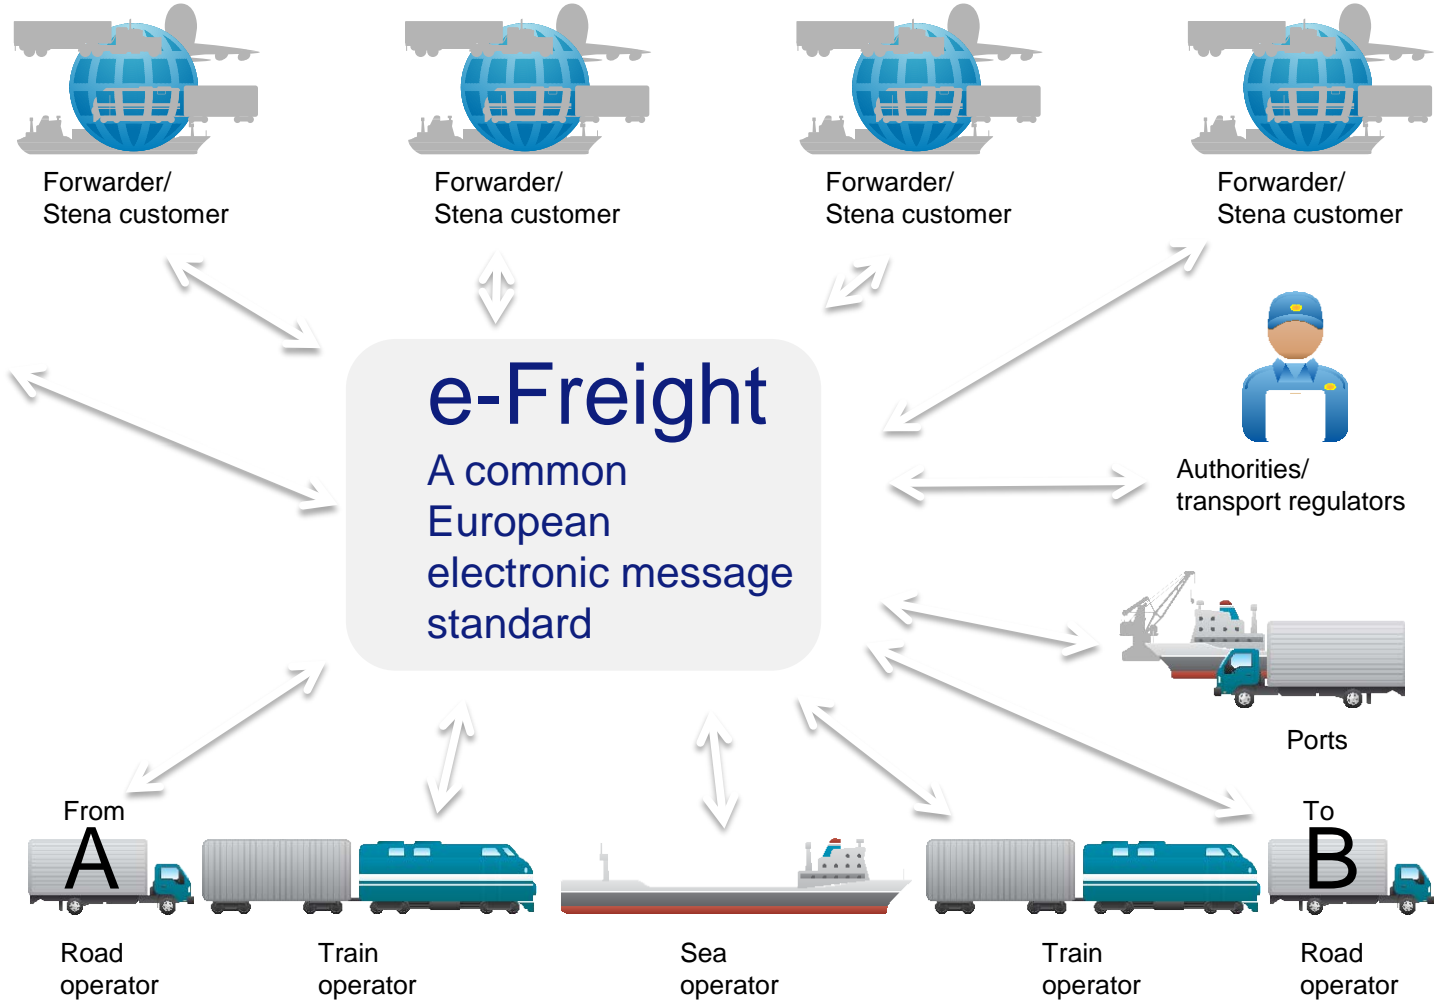 Forwarder/
Stena customer
Forwarder/
Stena customer
Forwarder/
Stena customer
Forwarder/
Stena customer
e-Freight
A common
European
electronic message
standard
Authorities/
transport regulators
Ports
From
A
To
B
Road
operator
Train
operator
Sea
operator
Train
operator
Road
operator